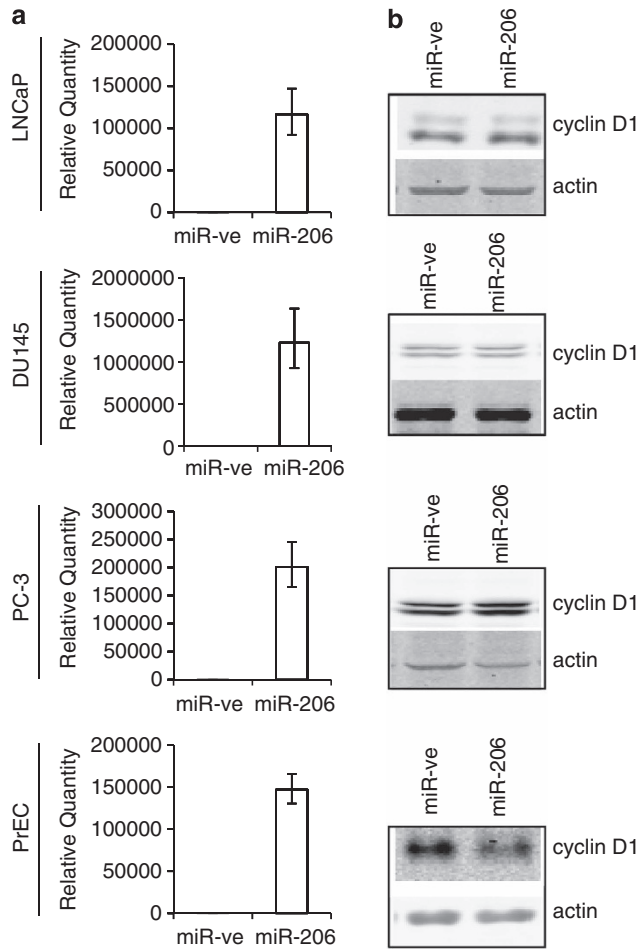 a
LNCaP
Relative Quantity
200000
150000
100000
50000
0
miR-ve miR-206
DU145
Relative Quantity
2000000
1500000
1000000
500000
0
miR-ve miR-206
PC-3
Relative Quantity
300000
250000
200000
150000
100000
50000
0
miR-ve miR-206
PrEC
Relative Quantity
200000
150000
100000
50000
0
miR-ve miR-206
b
miR-ve
miR-206
cyclin D1
actin
miR-ve
miR-206
cyclin D1
actin
miR-ve
miR-206
cyclin D1
actin
miR-ve
miR-206
cyclin D1
actin